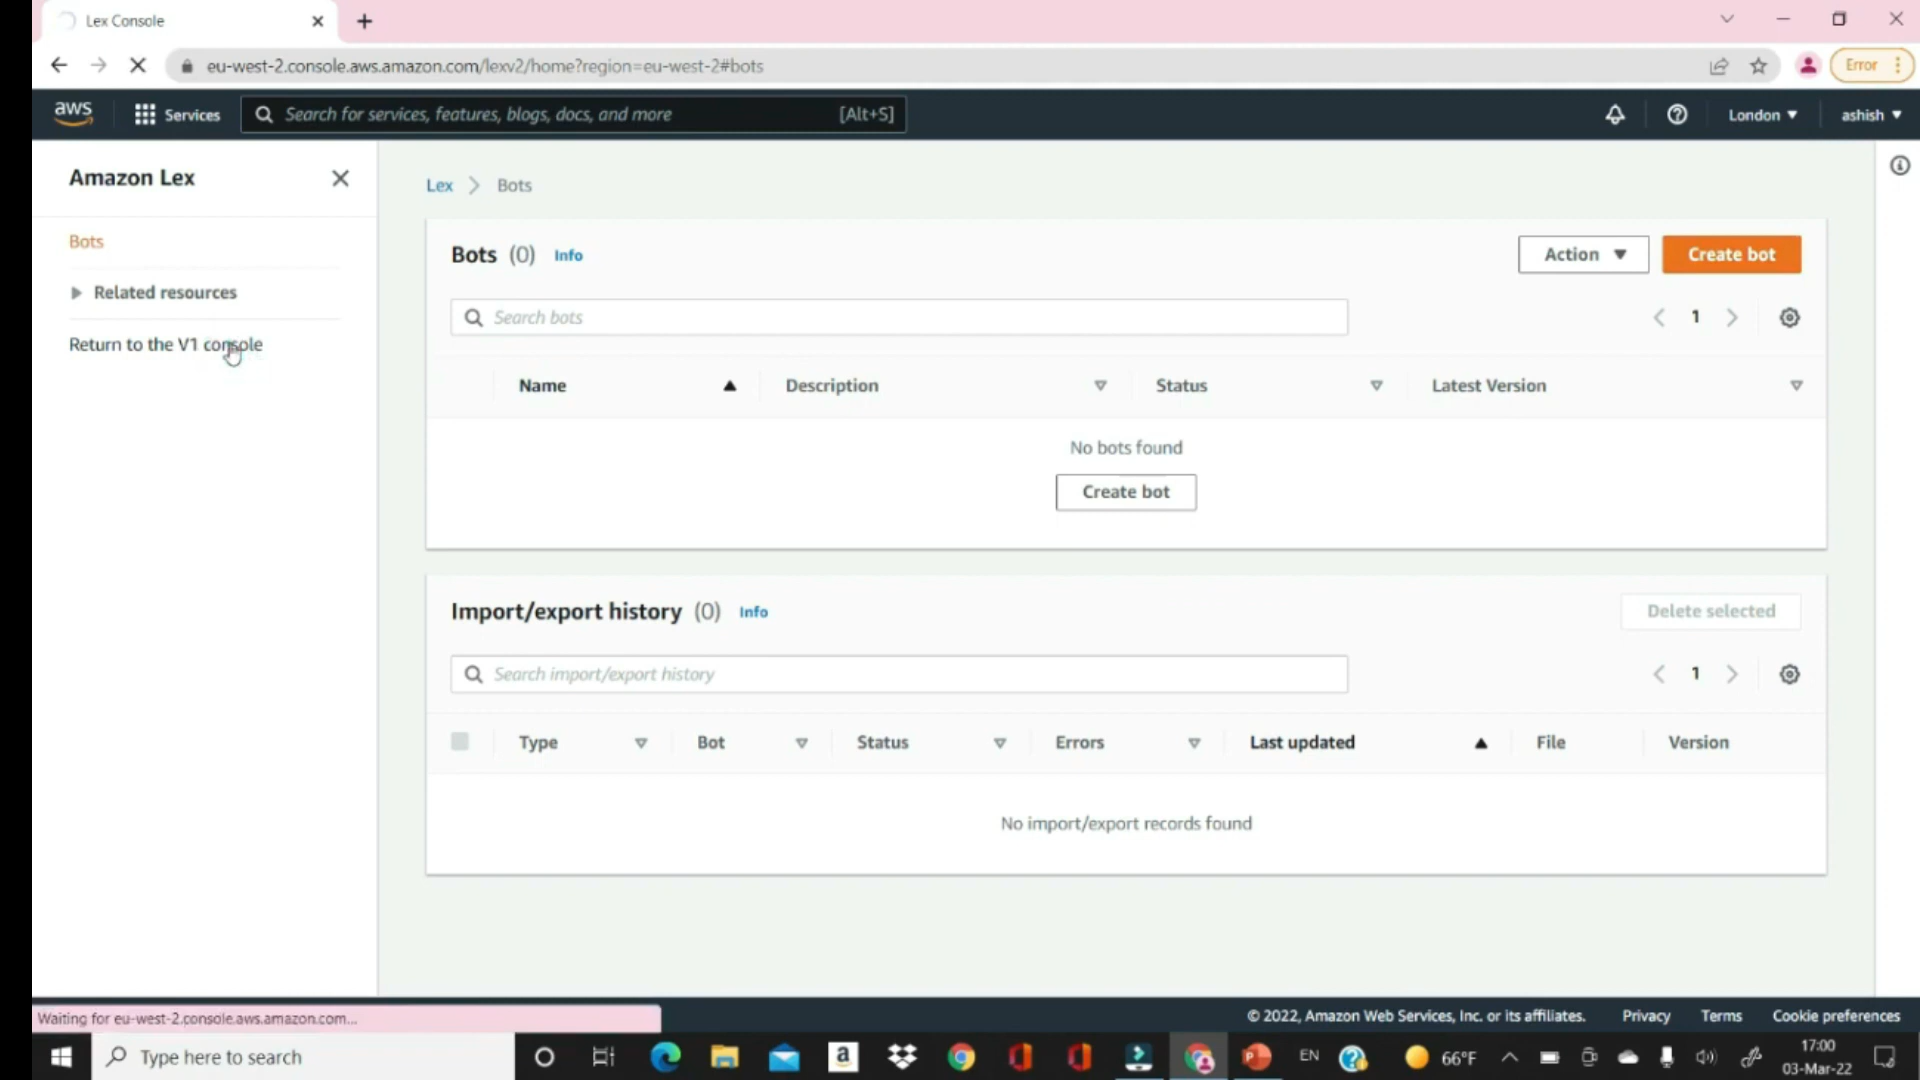 Lex Console
eu-west-2.console.aws.amazon.com/lexv2/home?region=eu-west-2#bots
Error
aws
Services
Search for services, features, blogs, docs, and more
[Alt+S]
London
ashish
Amazon Lex
Bots
Related resources
Return to the V1 console
Lex
Bots
Bots (0) Info
Action
Create bot
Search bots
1
Name
Description
Status
Latest Version
No bots found
Create bot
Import/export history (0) Info
Delete selected
Search import/export history
1
Type
Bot
Status
Errors
Last updated
File
Version
No import/export records found
Waiting for eu-west-2.console.aws.amazon.com...
© 2022, Amazon Web Services, Inc. or its affiliates.
Privacy
Terms
Cookie preferences
Type here to search
EN
66°F
17:00
03-Mar-22